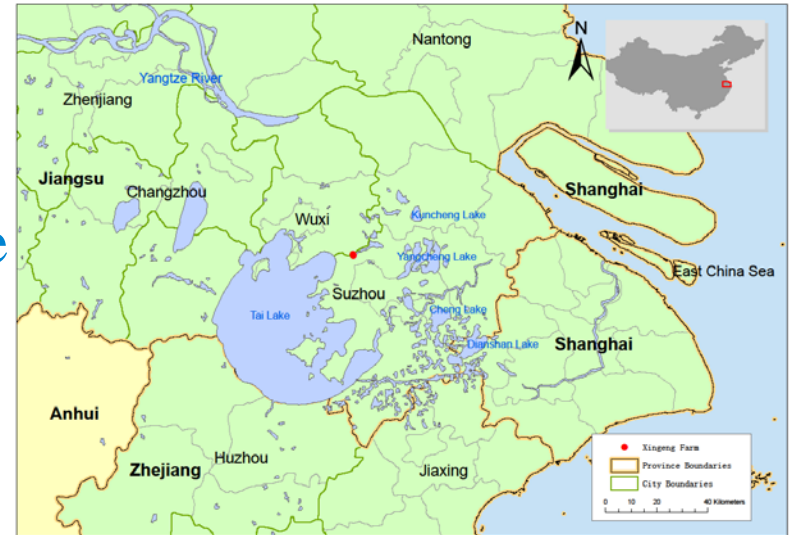 Nantong
N
Yangtze River
Zhenjiang
Jiangsu
Changzhou
Shanghai
Wuxi
Kuncheng Lake
e
Yangcheng Lake
East China Sea
Suzhou
Tai Lake
Cheng Lake
Dianshan Lake
Shanghai
Anhui
Zhejiang
Huzhou
Jiaxing
Xingeng Farm
Province Boundaries
City Boundaries
0 10 20 40 Kilometers